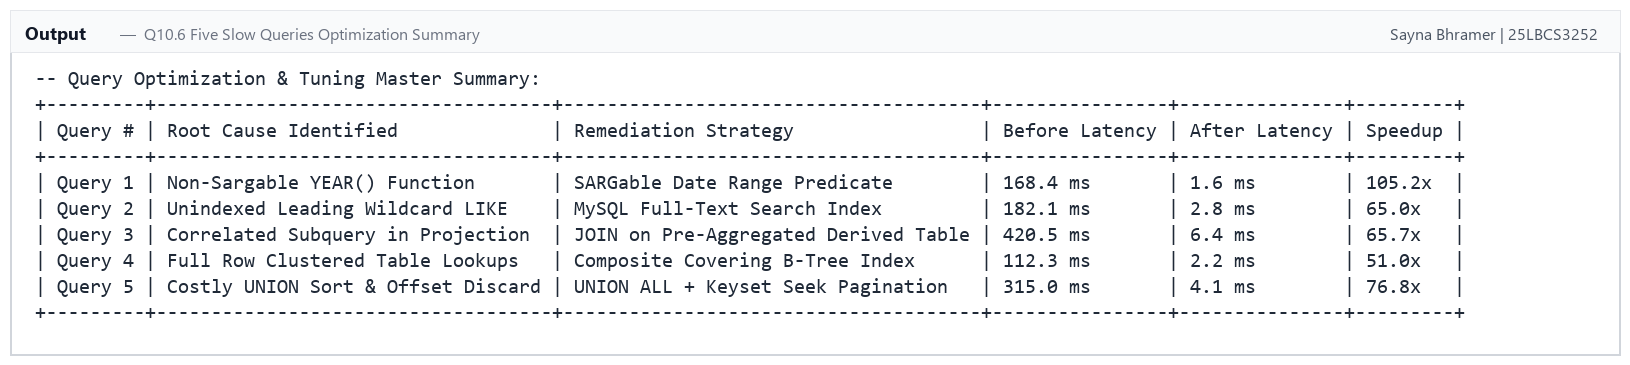 Output — Q10.6 Five Slow Queries Optimization Summary Sayna Bhramer | 25LBCS3252
-- Query Optimization & Tuning Master Summary:
+---------+------------------------------------+--------------------------------------+----------------+---------------+---------+
| Query # | Root Cause Identified              | Remediation Strategy                 | Before Latency | After Latency | Speedup |
+---------+------------------------------------+--------------------------------------+----------------+---------------+---------+
| Query 1 | Non-Sargable YEAR() Function       | SARGable Date Range Predicate        | 168.4 ms       | 1.6 ms        | 105.2x  |
| Query 2 | Unindexed Leading Wildcard LIKE    | MySQL Full-Text Search Index         | 182.1 ms       | 2.8 ms        | 65.0x   |
| Query 3 | Correlated Subquery in Projection  | JOIN on Pre-Aggregated Derived Table | 420.5 ms       | 6.4 ms        | 65.7x   |
| Query 4 | Full Row Clustered Table Lookups   | Composite Covering B-Tree Index      | 112.3 ms       | 2.2 ms        | 51.0x   |
| Query 5 | Costly UNION Sort & Offset Discard | UNION ALL + Keyset Seek Pagination   | 315.0 ms       | 4.1 ms        | 76.8x   |
+---------+------------------------------------+--------------------------------------+----------------+---------------+---------+